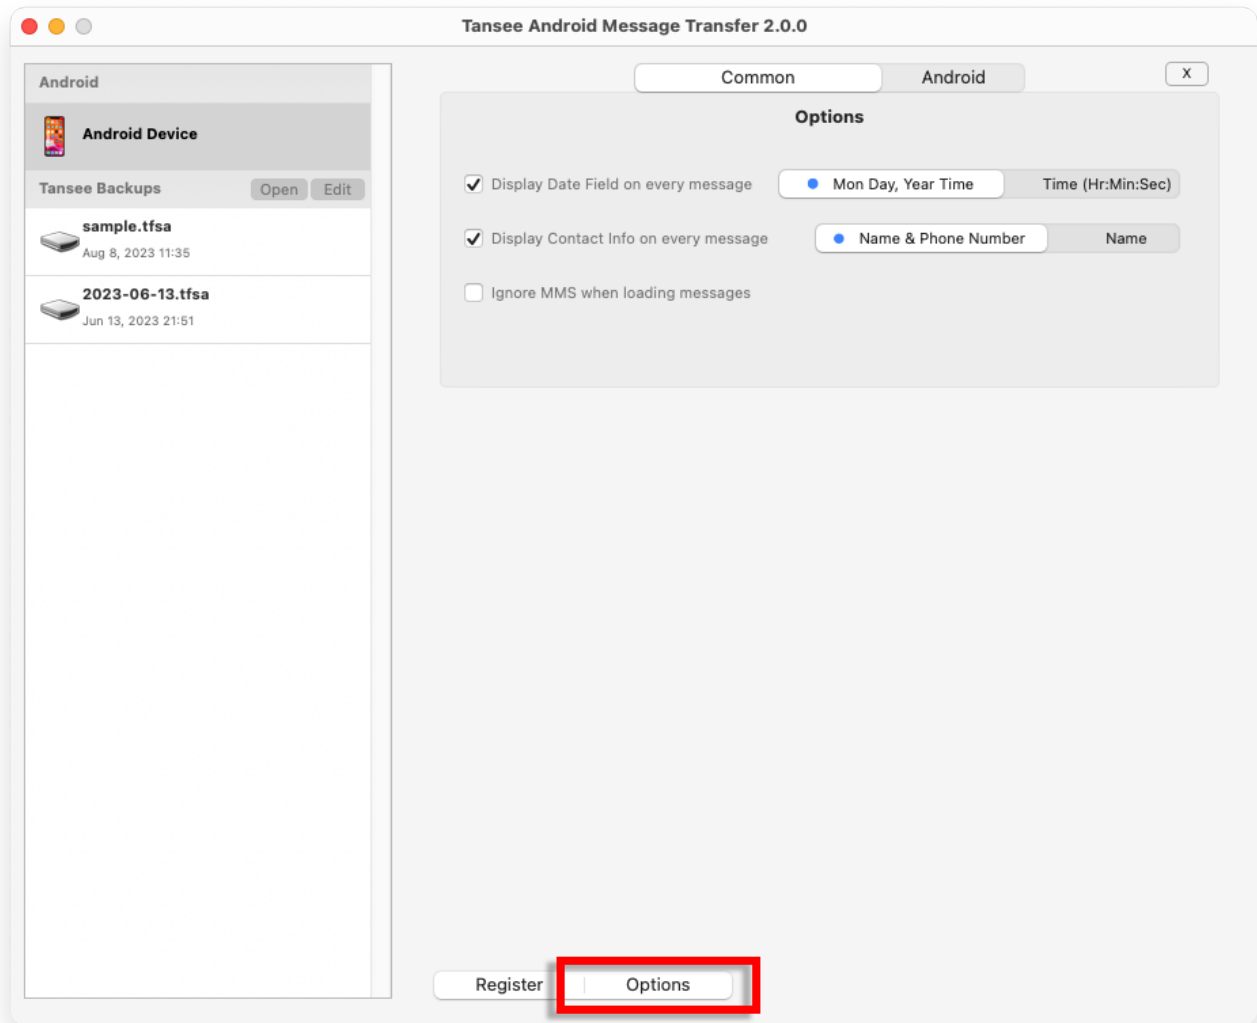 Tansee Android Message Transfer 2.0.0
Android
Android Device
Tansee Backups Open Edit
sample.tfsa
Aug 8, 2023 11:35
2023-06-13.tfsa
Jun 13, 2023 21:51
Common Android X
Options
Display Date Field on every message Mon Day, Year Time Time (Hr:Min:Sec)
Display Contact Info on every message Name & Phone Number Name
Ignore MMS when loading messages
Register Options